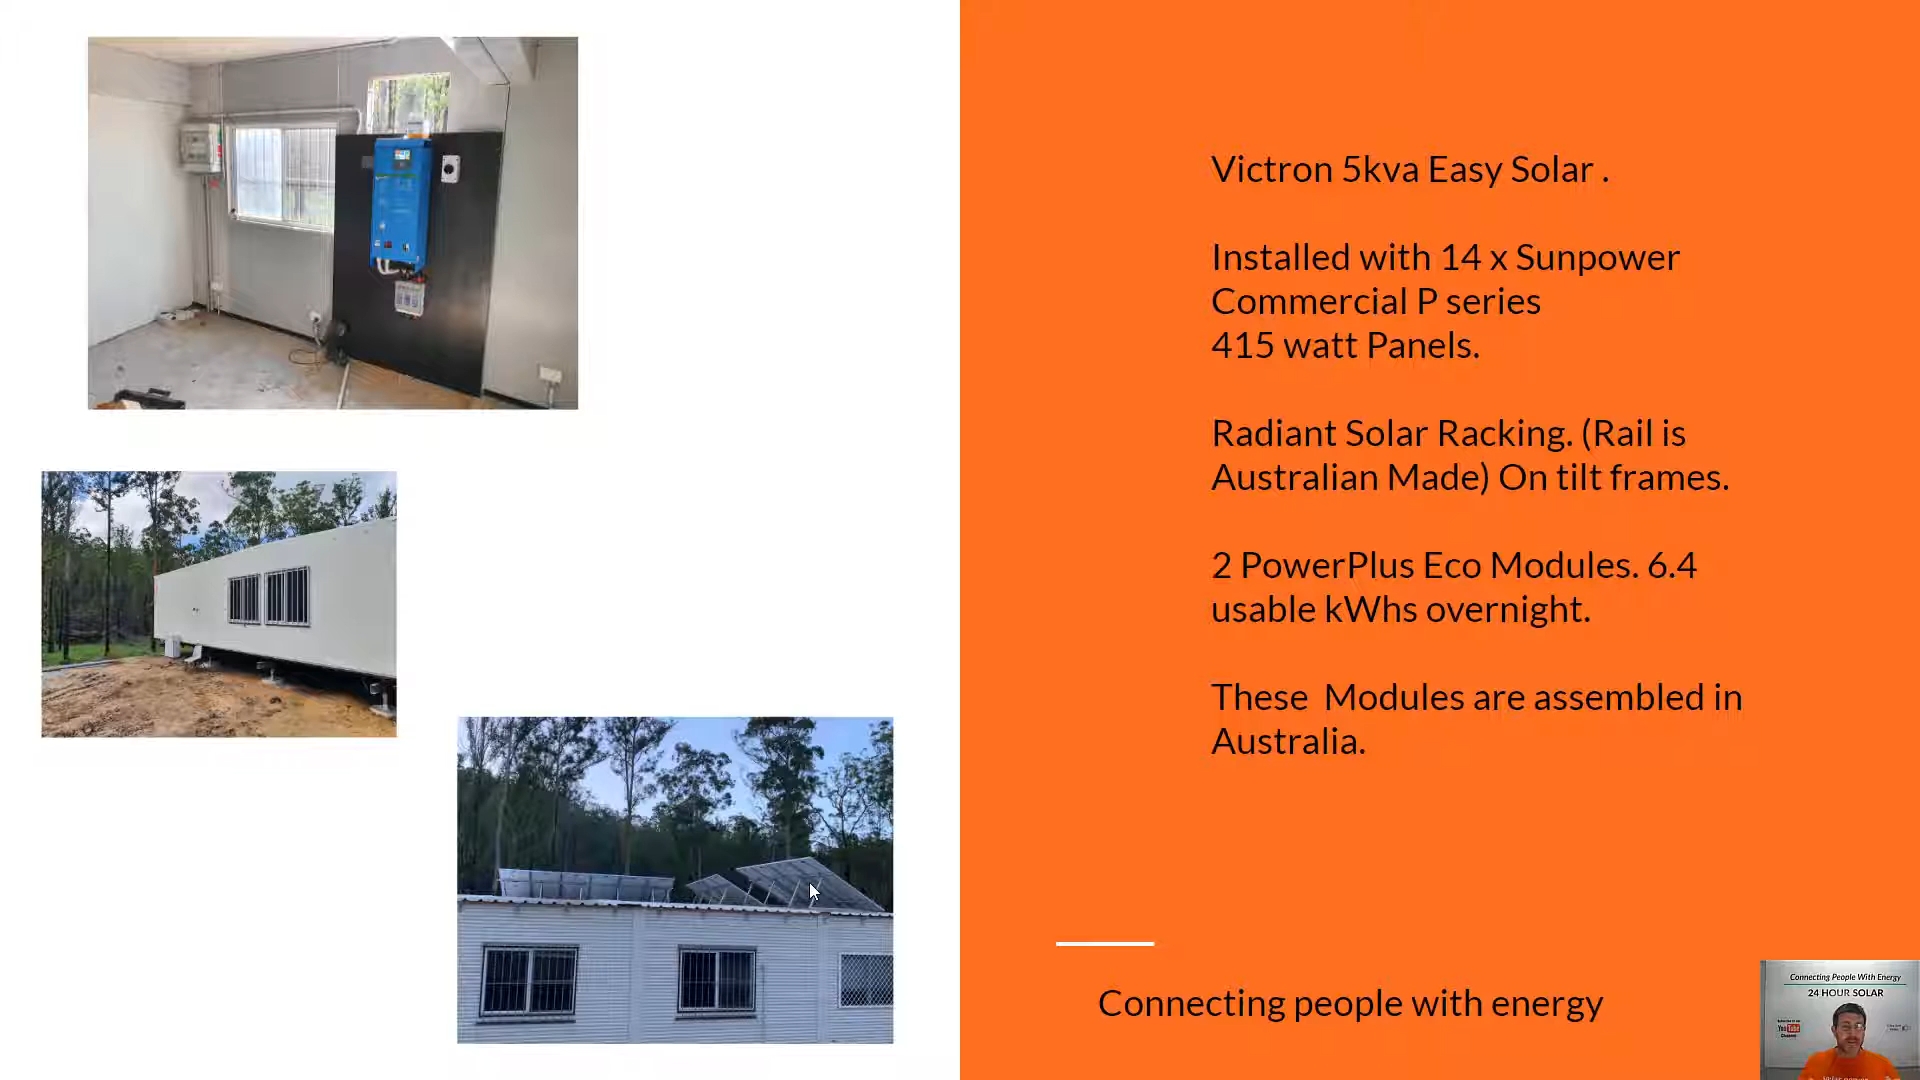 Victron 5kva Easy Solar .
Installed with 14 x Sunpower
Commercial P series
415 watt Panels.
Radiant Solar Racking. (Rail is
Australian Made) On tilt frames.
2 PowerPlus Eco Modules. 6.4
usable kWhs overnight.
These  Modules are assembled in
Australia.
Connecting people with energy
Connecting People With Energy
24 HOUR SOLAR
YouTube
Channel